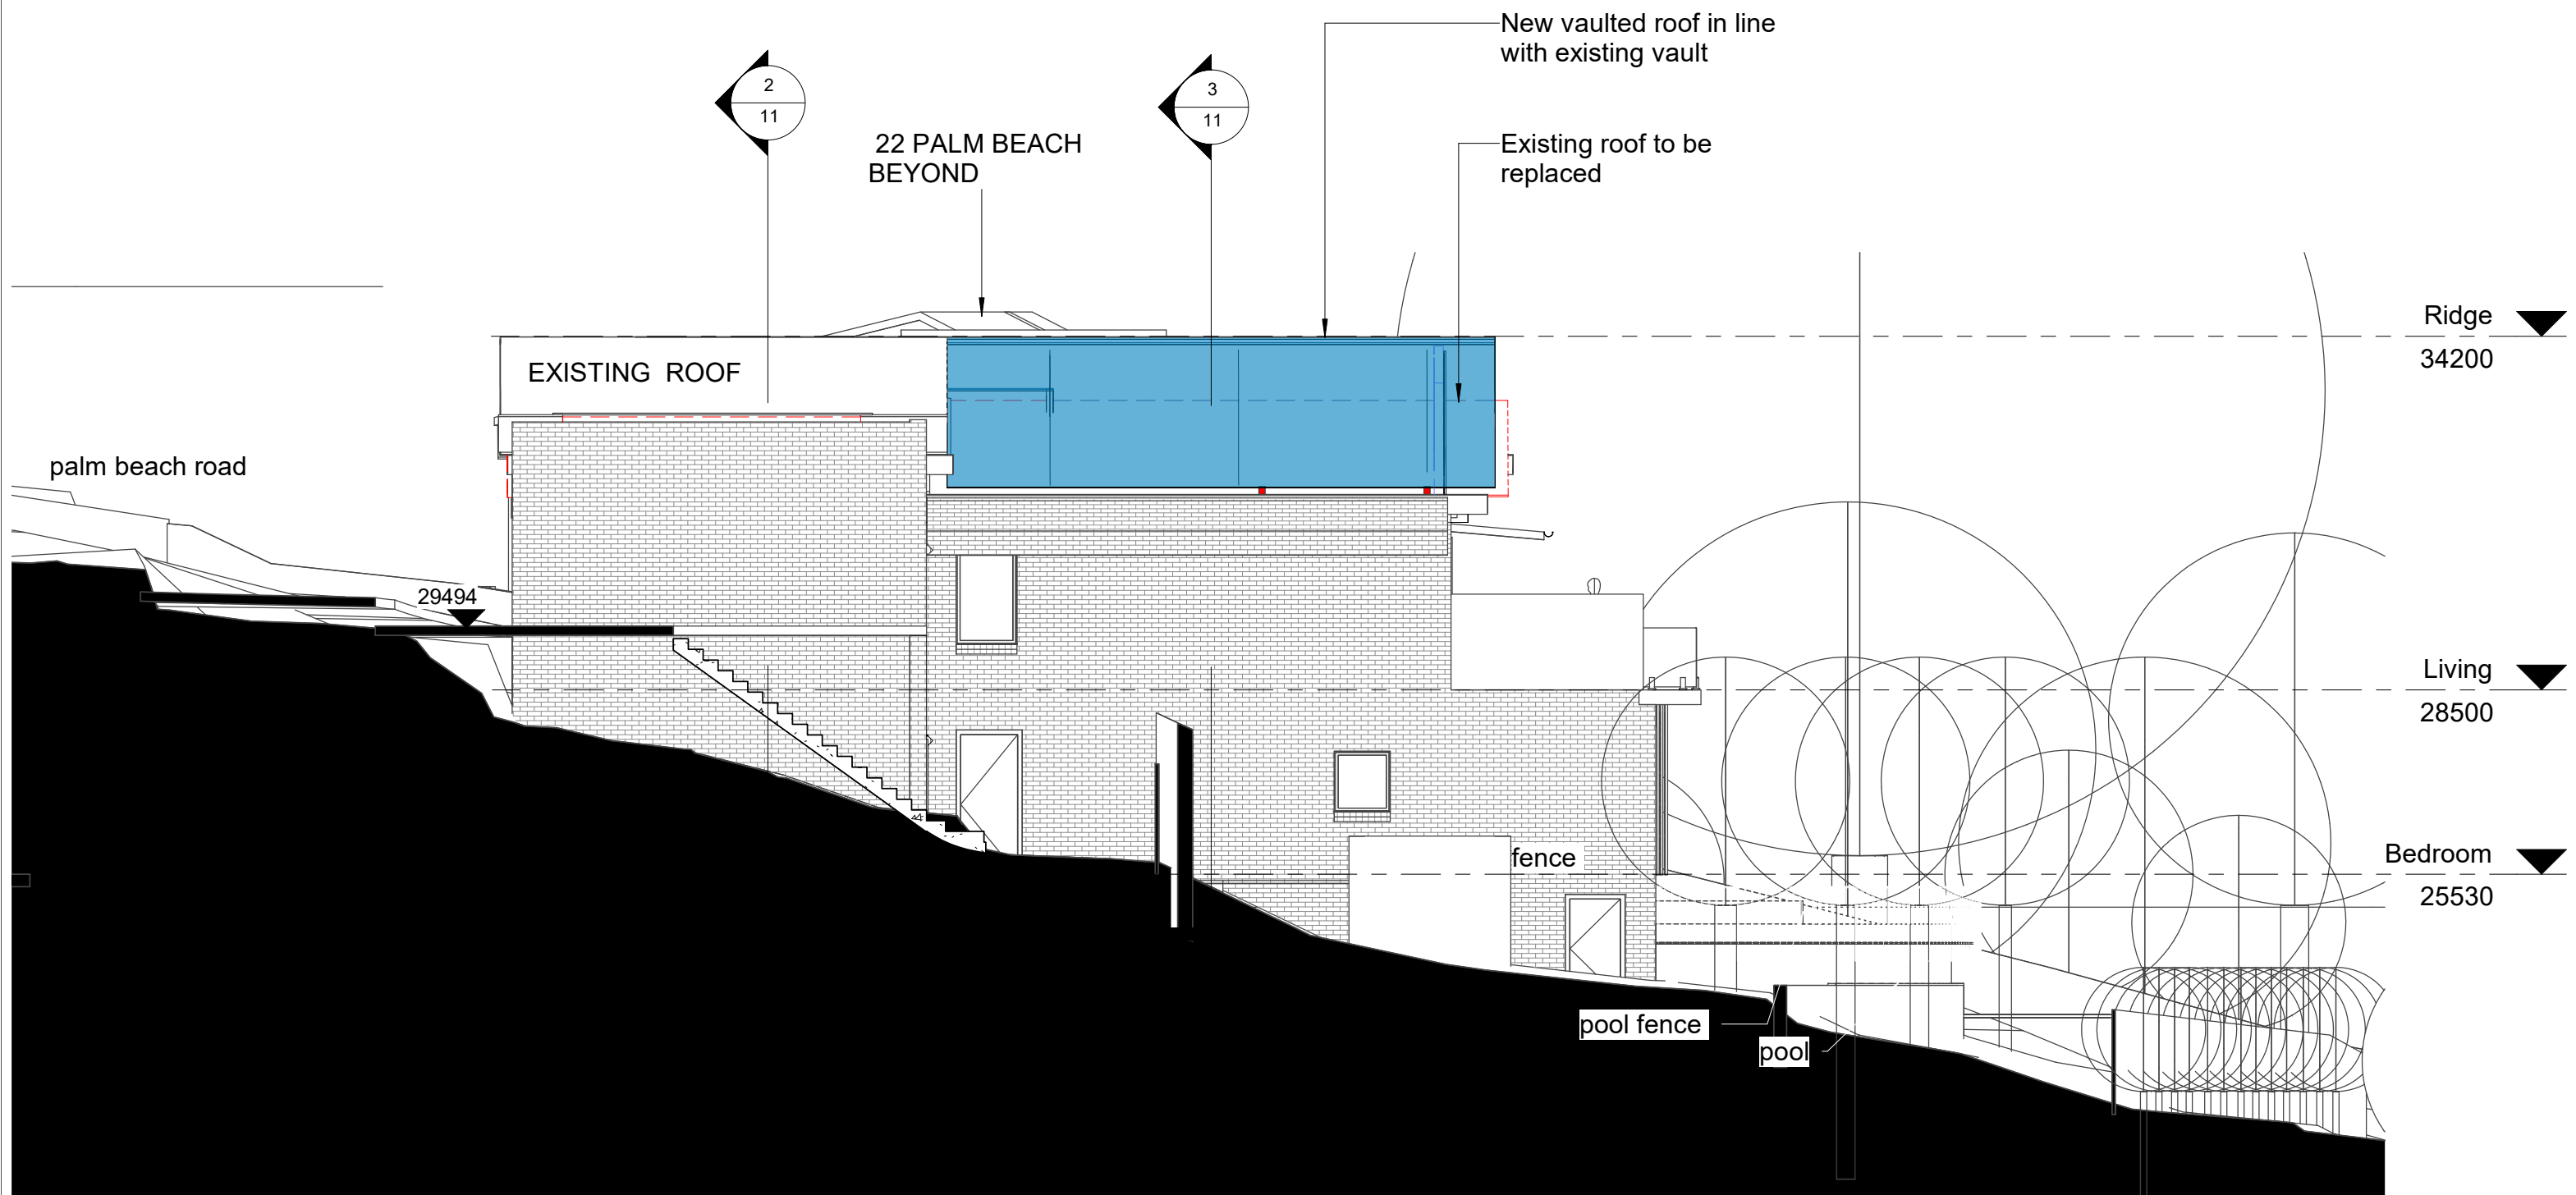 New vaulted roof in line
with existing vault
2
11
3
11
22 PALM BEACH
BEYOND
Existing roof to be
replaced
Ridge
34200
EXISTING ROOF
palm beach road
29494
Living
28500
fence
Bedroom
25530
pool fence
pool